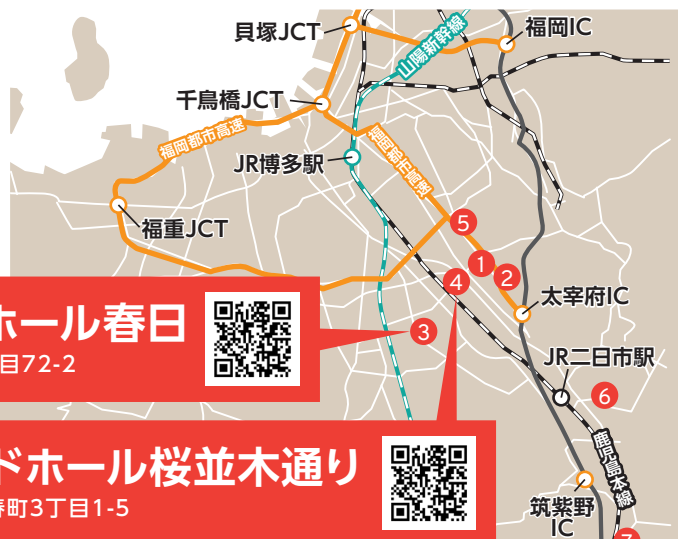 貝塚JCT
福岡IC
山陽新幹線
千鳥橋JCT
福岡都市高速
福岡都市高速
JR博多駅
福重JCT
5
1
2
4
太宰府IC
3
ホール春日
目72-2
JR二日市駅
6
ドホール桜並木通り
町3丁目1-5
鹿児島本線
筑紫野
IC
7